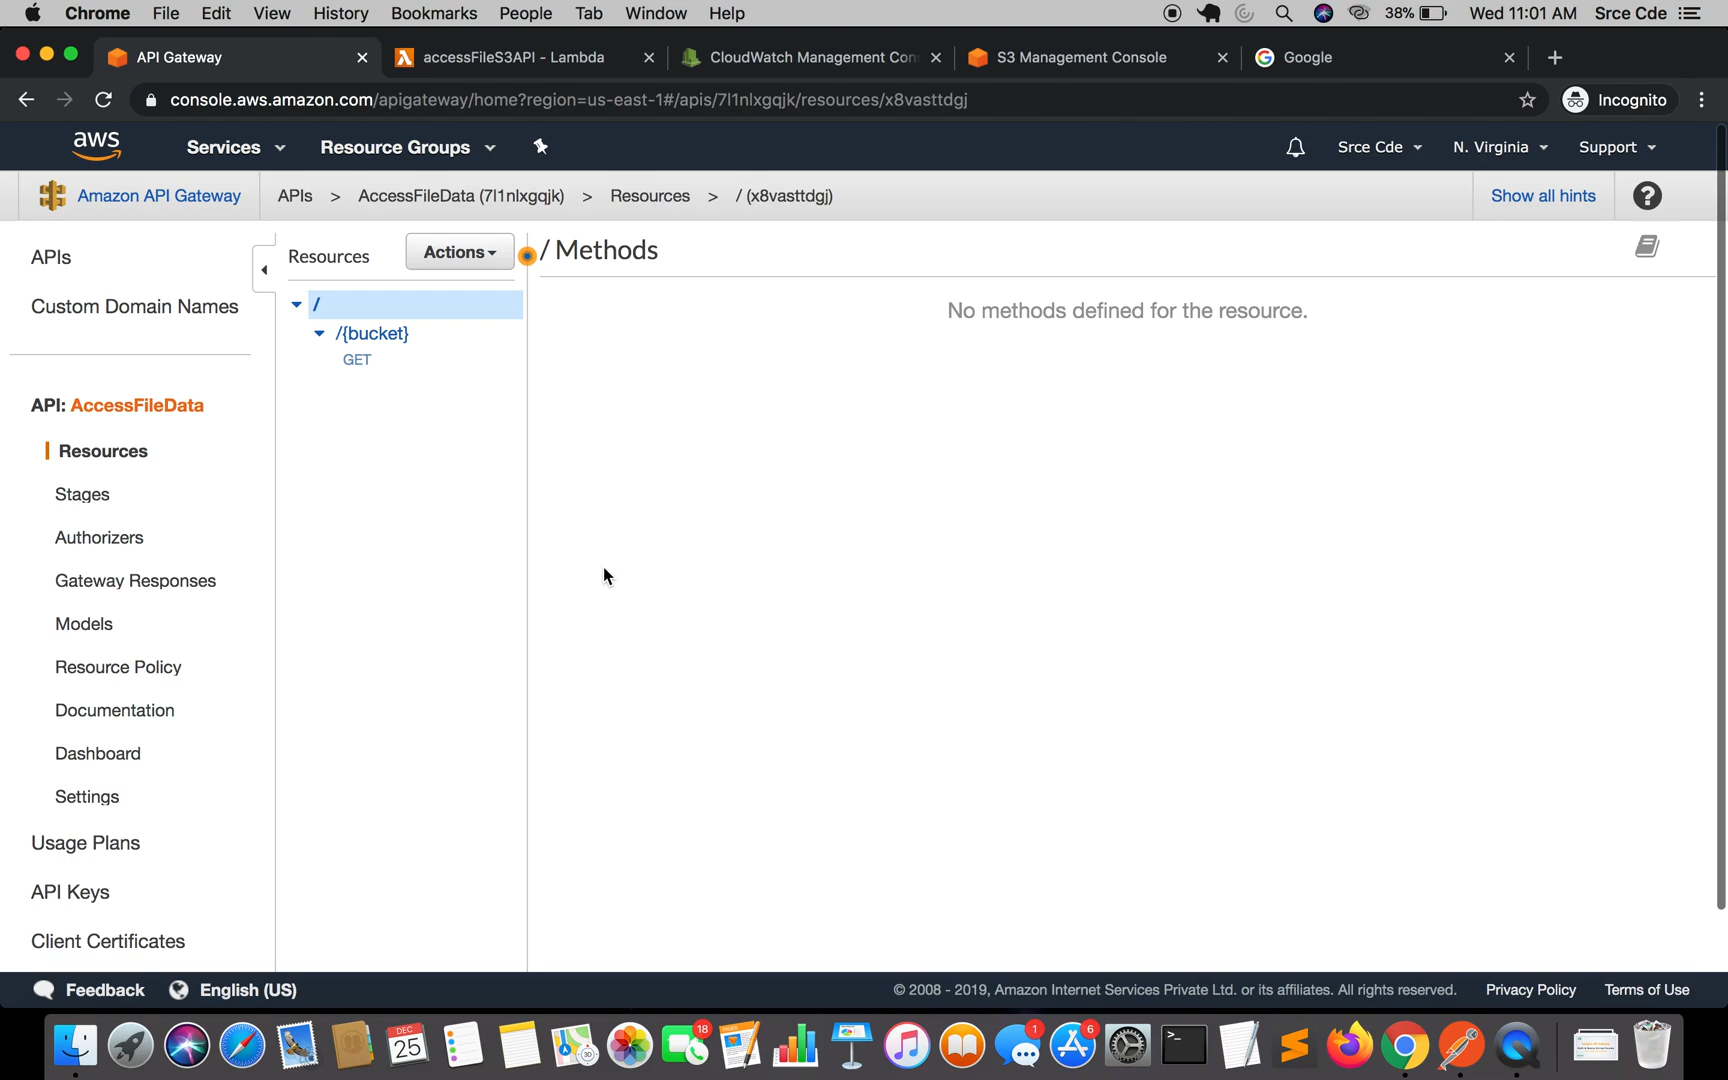 Chrome File Edit View History Bookmarks People Tab Window Help 38% Wed 11:01 AM Srce Cde
API Gateway accessFileS3API - Lambda CloudWatch Management Con S3 Management Console Google
console.aws.amazon.com/apigateway/home?region=us-east-1#/apis/7l1nlxgqjk/resources/x8vasttdgj Incognito
aws Services Resource Groups Srce Cde N. Virginia Support
Amazon API Gateway APIs > AccessFileData (7l1nlxgqjk) > Resources > / (x8vasttdgj) Show all hints ?
APIs
Custom Domain Names
API: AccessFileData
Resources
Stages
Authorizers
Gateway Responses
Models
Resource Policy
Documentation
Dashboard
Settings
Usage Plans
API Keys
Client Certificates
Resources Actions
/
/{bucket}
GET
/ Methods
No methods defined for the resource.
Feedback English (US) © 2008 - 2019, Amazon Internet Services Private Ltd. or its affiliates. All rights reserved. Privacy Policy Terms of Use
DEC
25
18
1
6